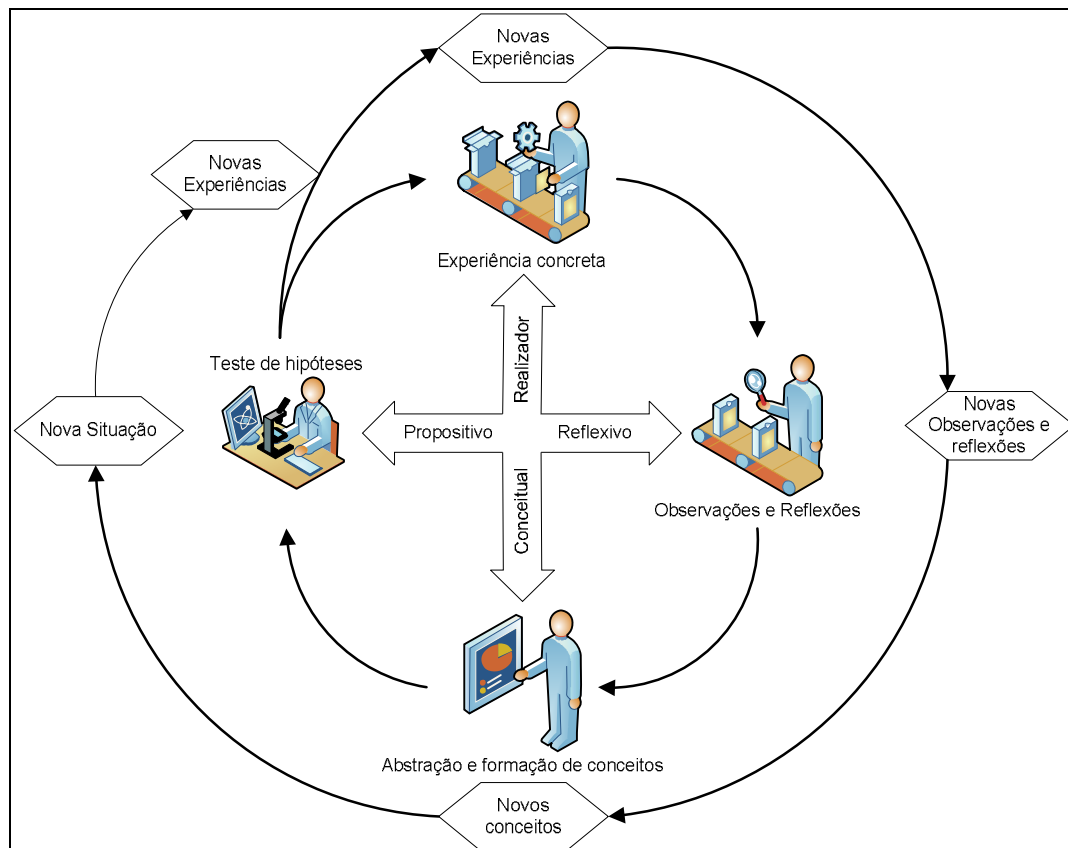 Novas
Experiências
Novas
Experiências
Experiência concreta
Realizador
Teste de hipóteses
Nova Situação
Propositivo
Reflexivo
Novas
Observações e
reflexões
Observações e Reflexões
Conceitual
Abstração e formação de conceitos
Novos
conceitos